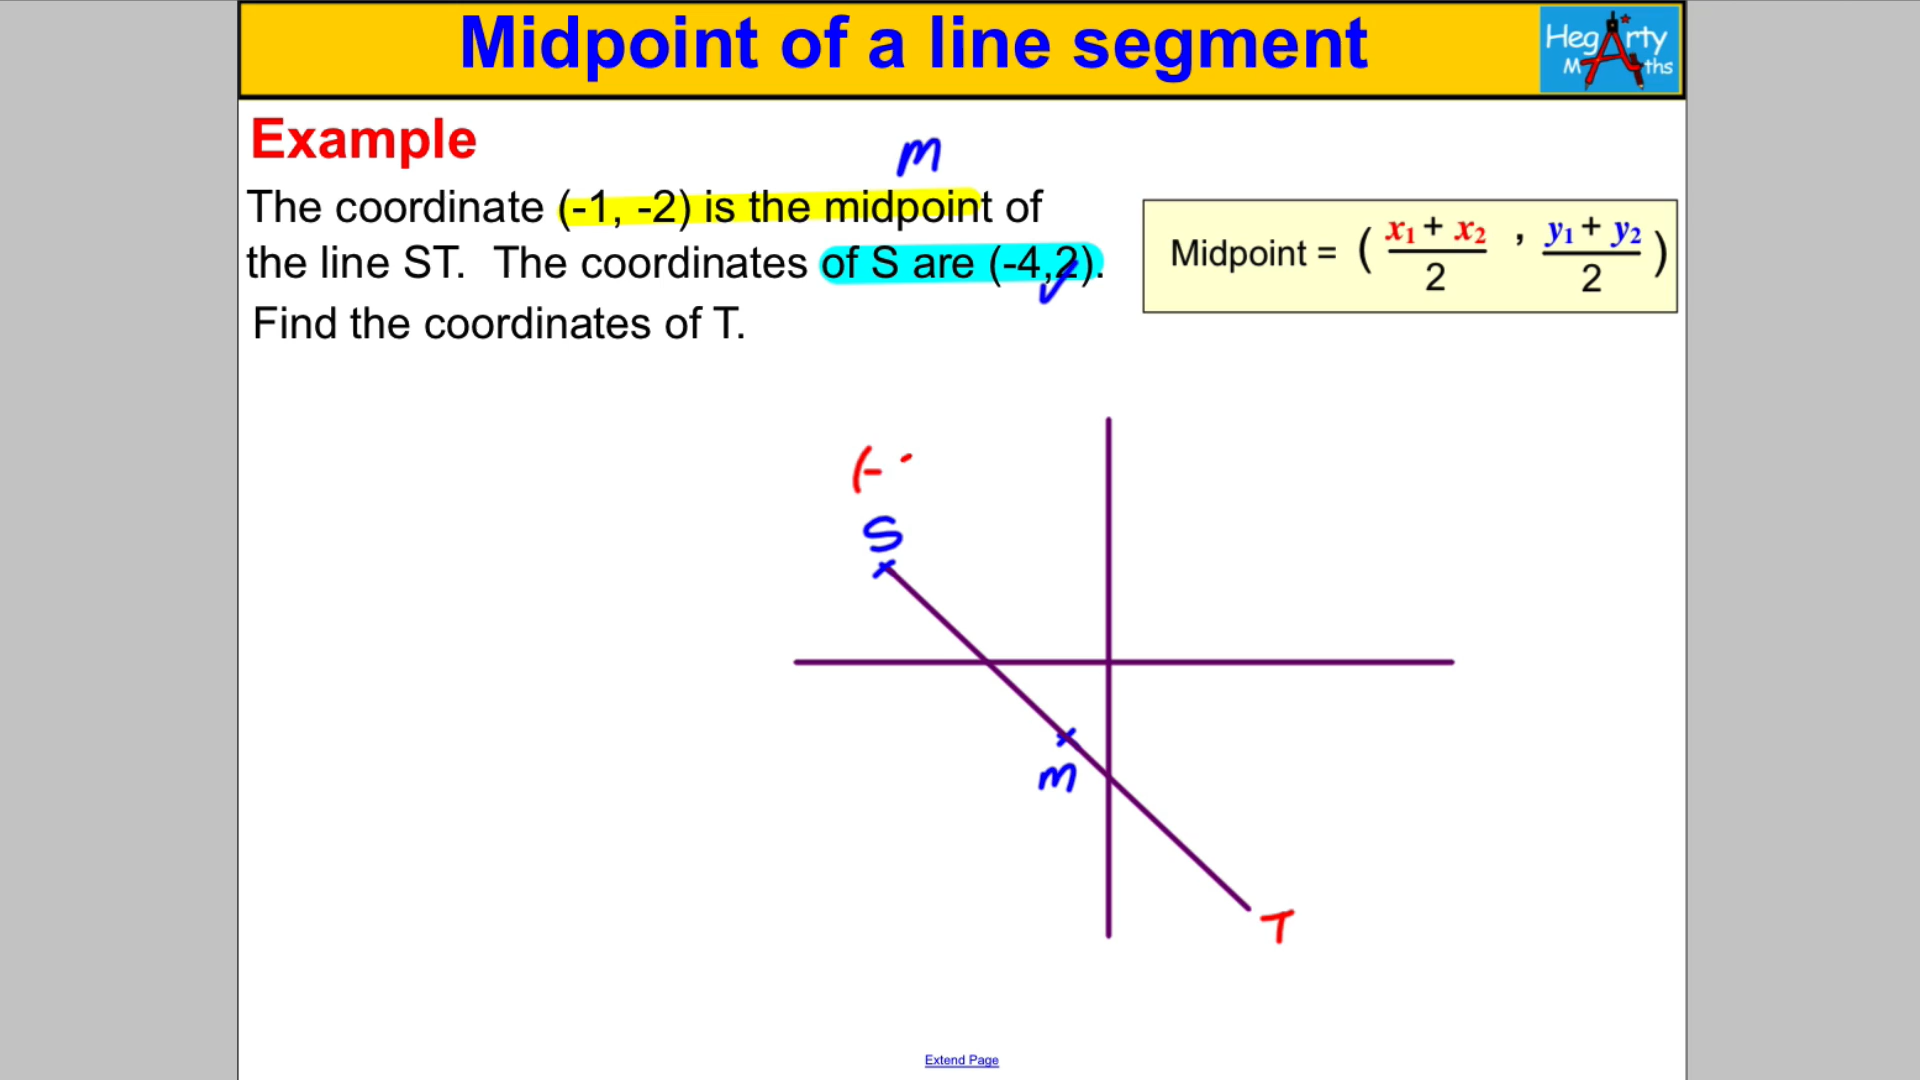 Midpoint of a line segment
HegArty
Maths
Example
m
The coordinate (-1, -2) is the midpoint of
the line ST. The coordinates of S are (-4,2).
Find the coordinates of T.
Midpoint = ( x₁ + x₂ / 2 , y₁ + y₂ / 2 )
(-
S
m
T
Extend Page